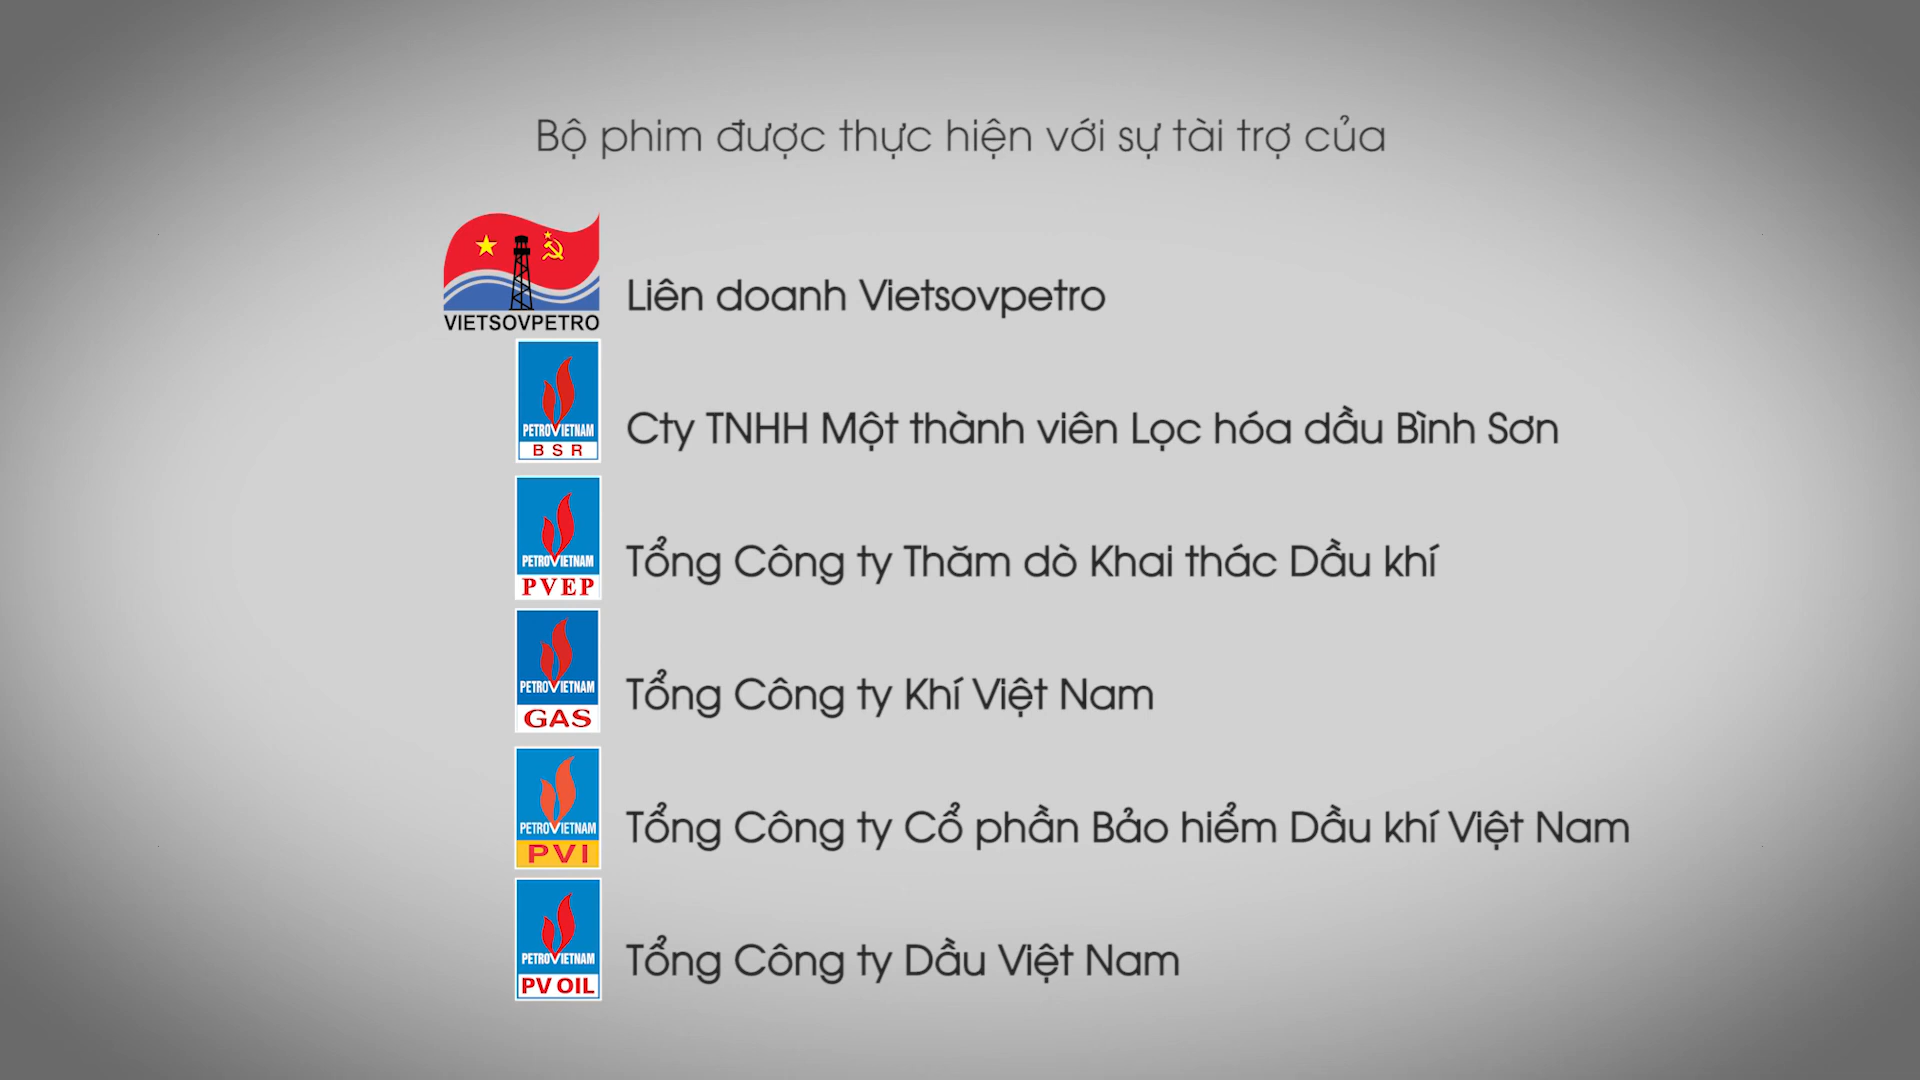 Bộ phim được thực hiện với sự tài trợ của
VIETSOVPETRO
Liên doanh Vietsovpetro
PETROVIETNAM
BSR
Cty TNHH Một thành viên Lọc hóa dầu Bình Sơn
PETROVIETNAM
PVEP
Tổng Công ty Thăm dò Khai thác Dầu khí
PETROVIETNAM
GAS
Tổng Công ty Khí Việt Nam
PETROVIETNAM
PVI
Tổng Công ty Cổ phần Bảo hiểm Dầu khí Việt Nam
PETROVIETNAM
PV OIL
Tổng Công ty Dầu Việt Nam